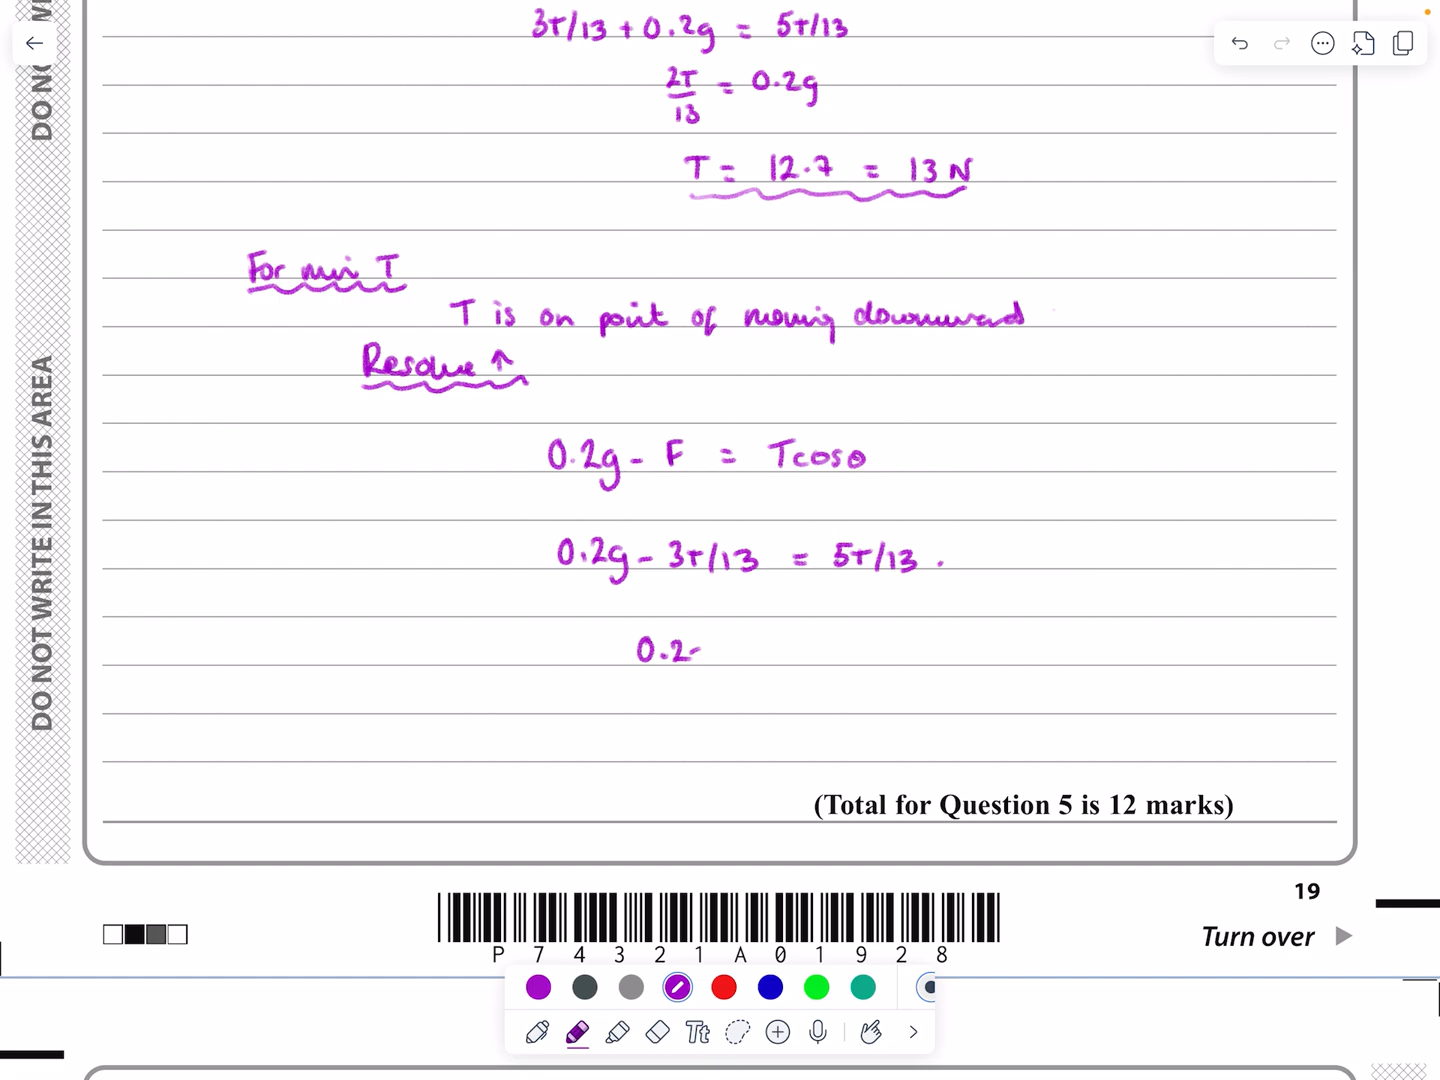 3T/13 + 0.2g = 5T/13
2T/13 = 0.2g
T = 12.7 = 13 N
For min T
T is on point of moving downward
Resolve ↑
0.2g - F = Tcosθ
0.2g - 3T/13 = 5T/13 .
0.2
(Total for Question 5 is 12 marks)
19
Turn over
P 7 4 3 2 1 A 0 1 9 2 8
DO NOT WRITE IN THIS AREA
Tt